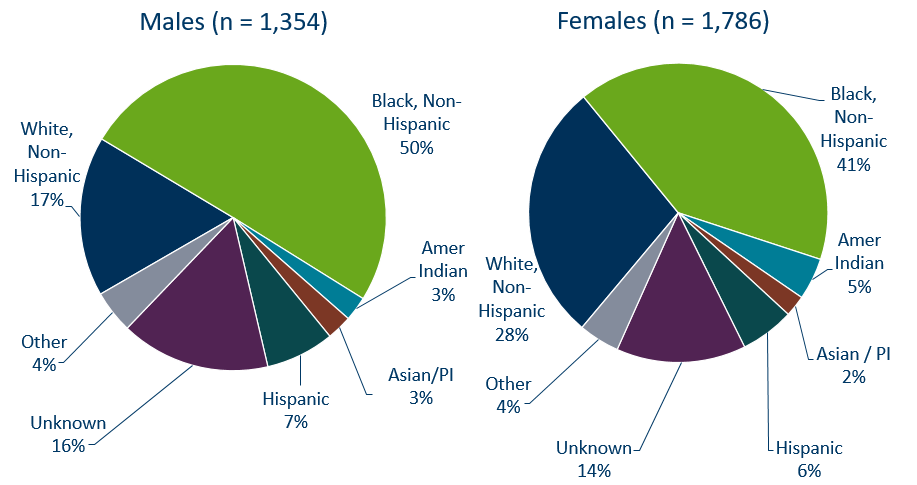 Males (n = 1,354)
Black, Non-
Hispanic
50%
Amer
Indian
3%
Asian/PI
3%
Hispanic
7%
Unknown
16%
Other
4%
White,
Non-
Hispanic
17%
Females (n = 1,786)
Black,
Non-
Hispanic
41%
Amer
Indian
5%
Asian / PI
2%
Hispanic
6%
Unknown
14%
Other
4%
White,
Non-
Hispanic
28%